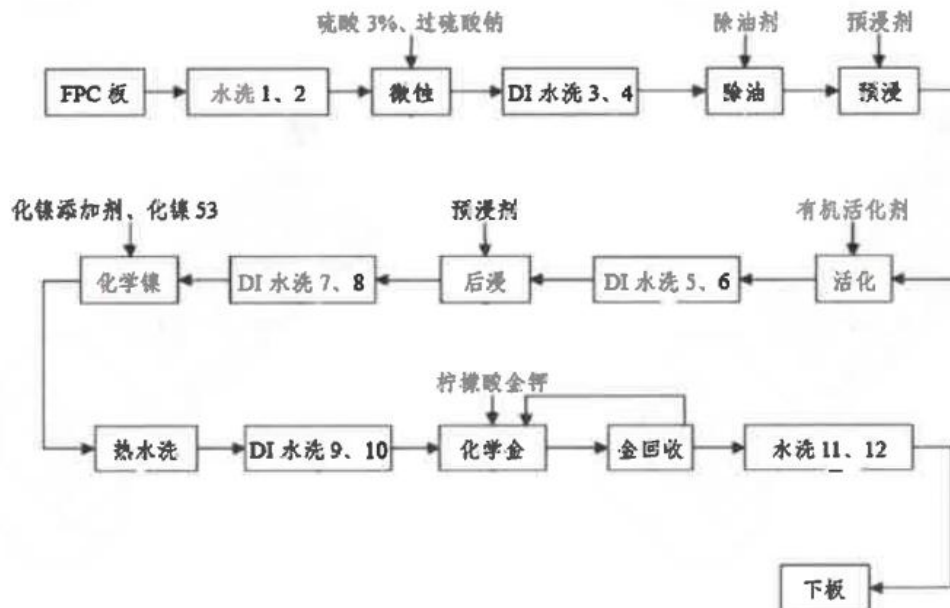 硫酸 3%、过硫酸钠 除油剂 预浸剂
FPC 板 水洗 1、2 微蚀 DI 水洗 3、4 除油 预浸
化镍添加剂、化镍 53 预浸剂 有机活化剂
化学镍 DI 水洗 7、8 后浸 DI 水洗 5、6 活化
柠檬酸金钾
热水洗 DI 水洗 9、10 化学金 金回收 水洗 11、12
下板